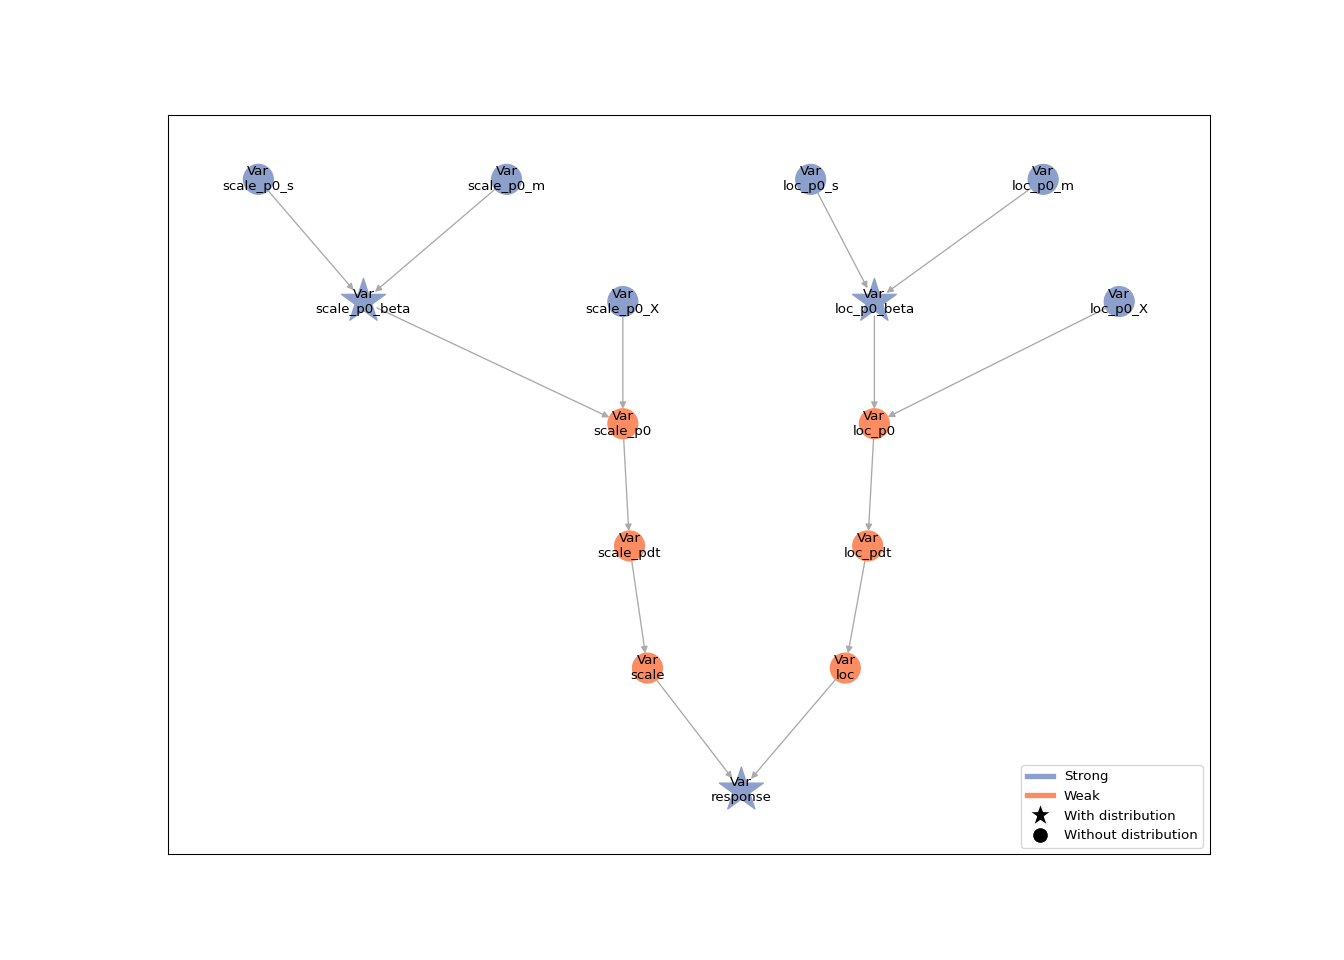 Var
scale_p0_s
Var
scale_p0_m
Var
loc_p0_s
Var
loc_p0_m
Var
scale_p0_beta
Var
scale_p0_X
Var
loc_p0_beta
Var
loc_p0_X
Var
scale_p0
Var
loc_p0
Var
scale_pdt
Var
loc_pdt
Var
scale
Var
loc
Var
response
Strong
Weak
With distribution
Without distribution